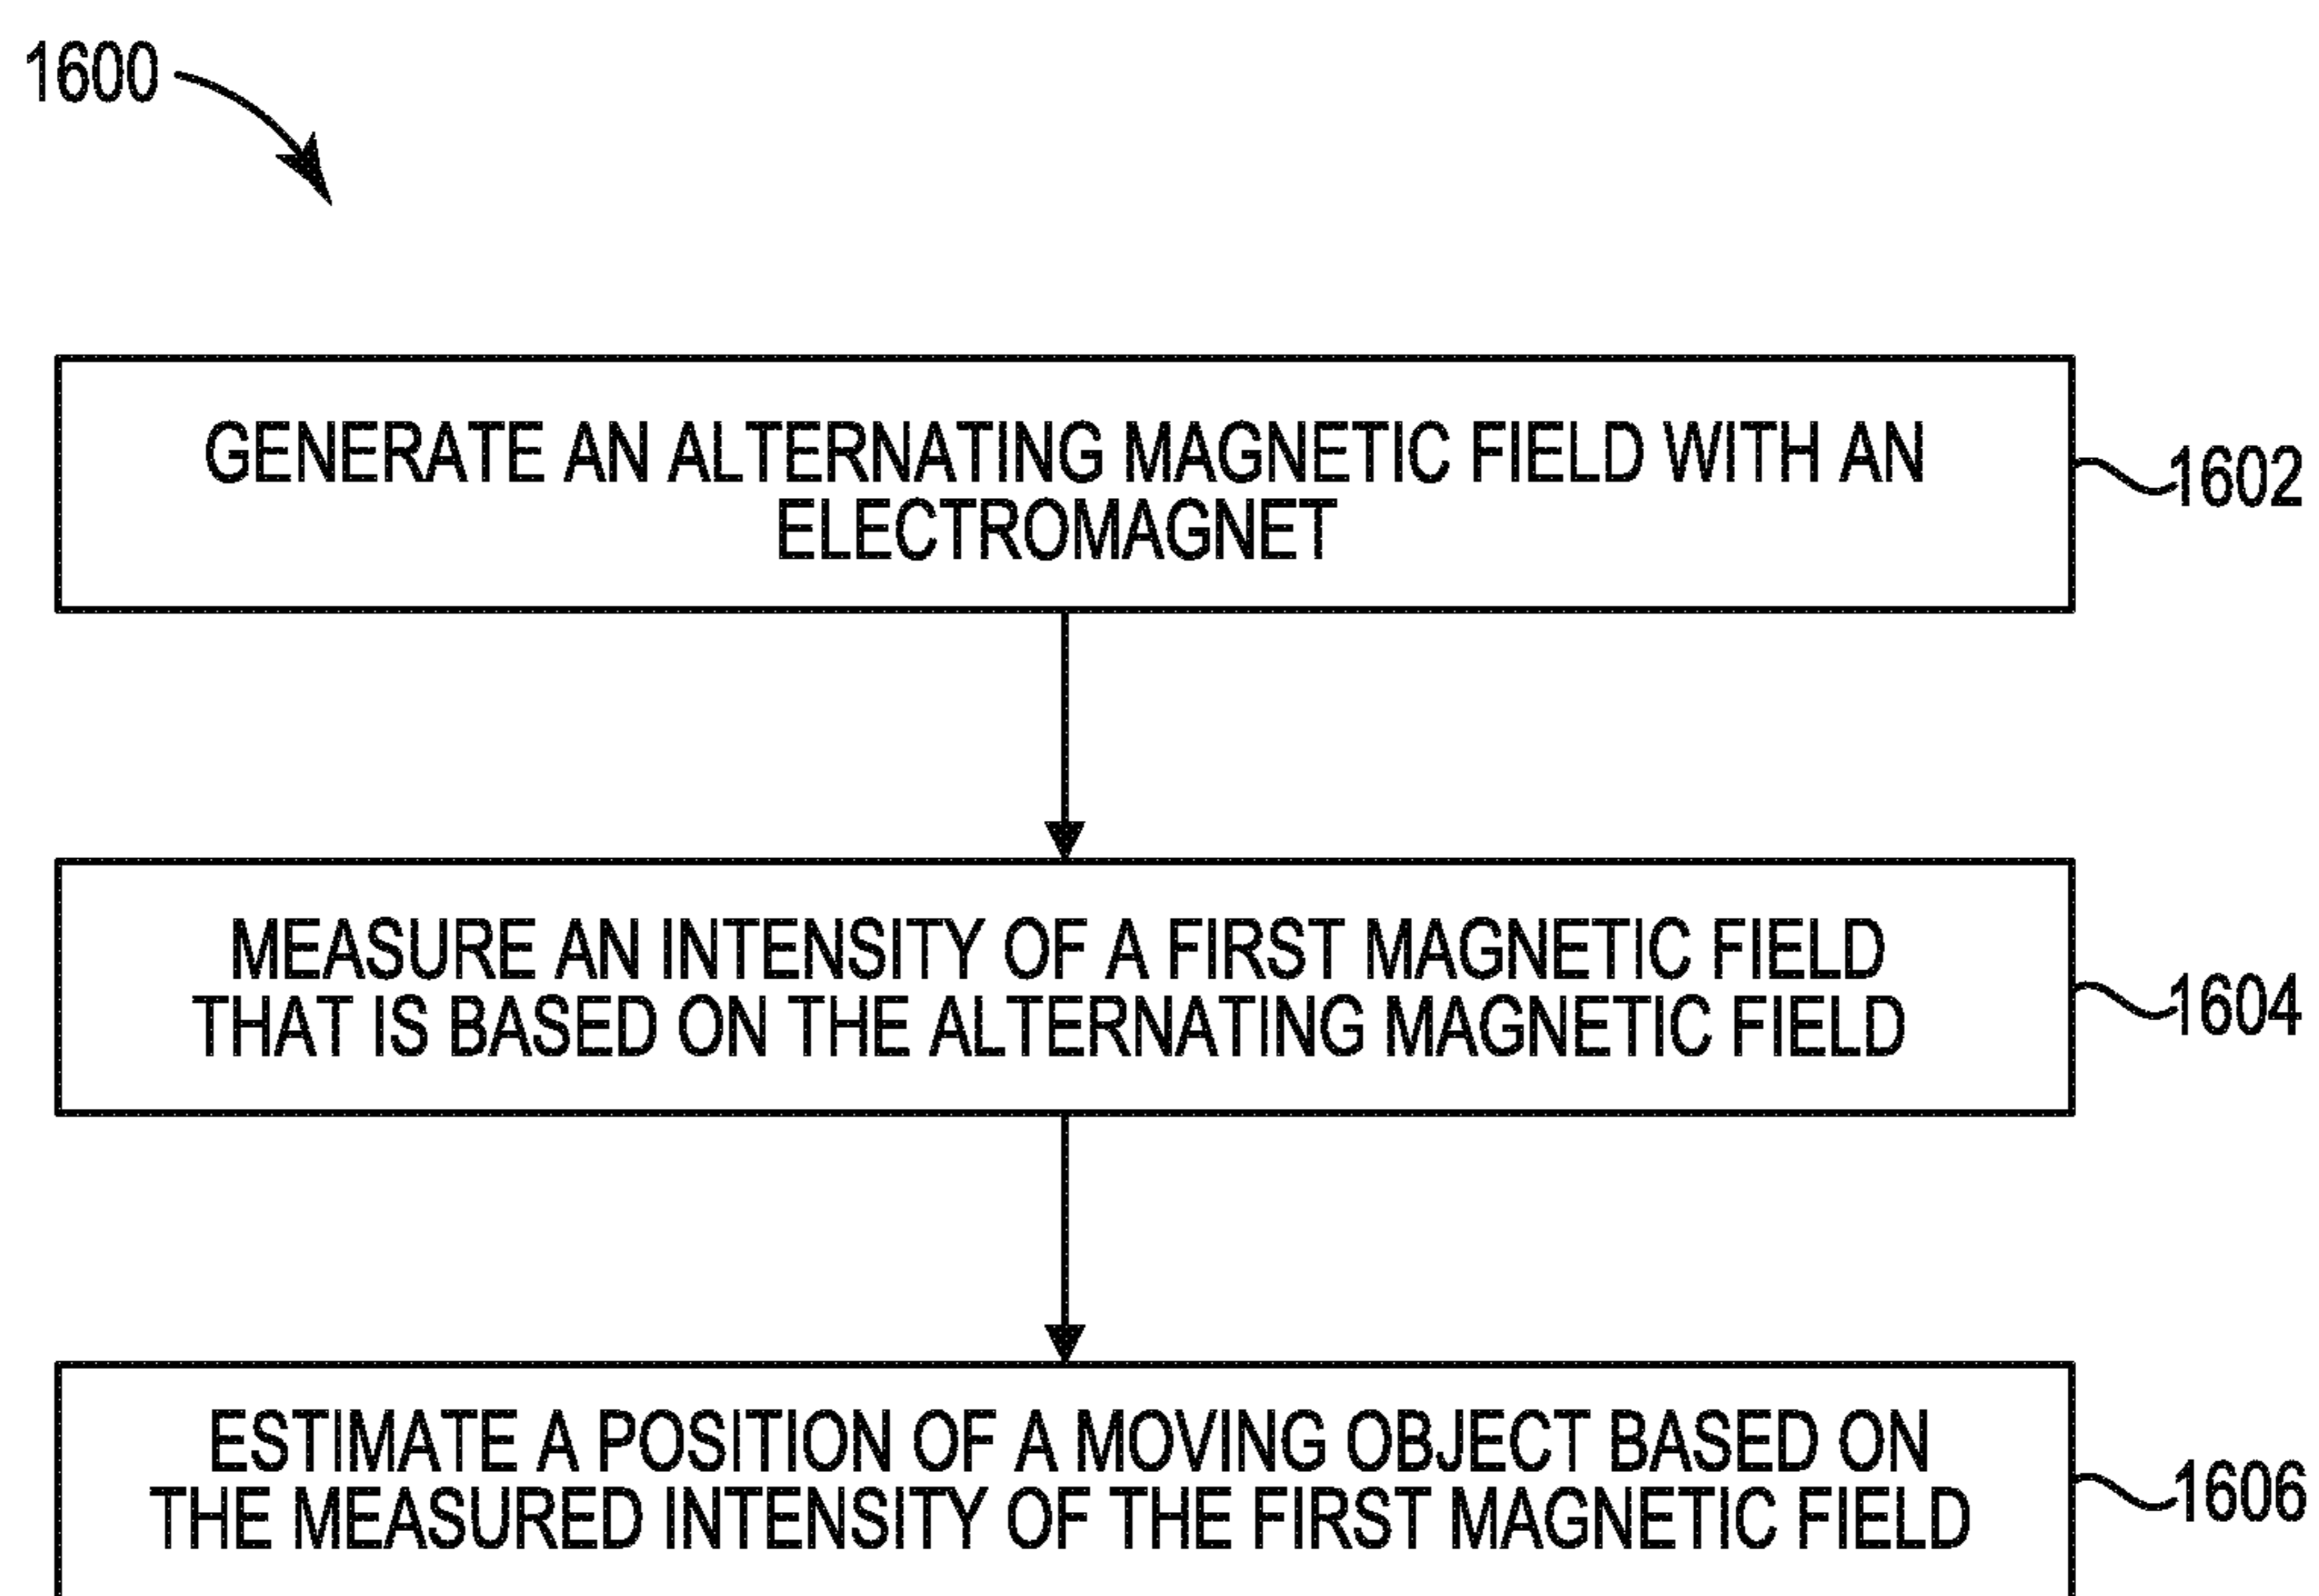 1600
GENERATE AN ALTERNATING MAGNETIC FIELD WITH AN
ELECTROMAGNET
1602
MEASURE AN INTENSITY OF A FIRST MAGNETIC FIELD
THAT IS BASED ON THE ALTERNATING MAGNETIC FIELD
1604
ESTIMATE A POSITION OF A MOVING OBJECT BASED ON
THE MEASURED INTENSITY OF THE FIRST MAGNETIC FIELD
1606